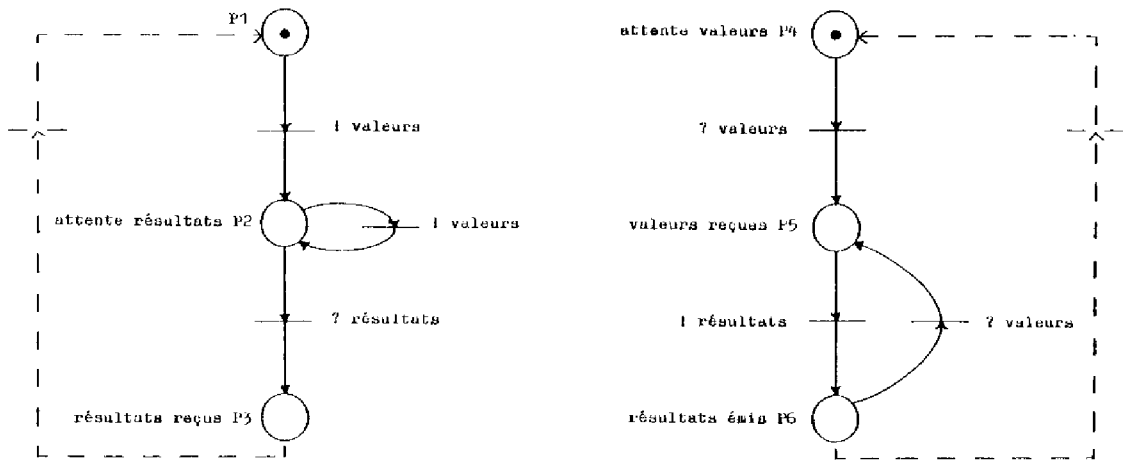 P1
attente valeurs P4
! valeurs
? valeurs
attente résultats P2
! valeurs
valeurs reçues P5
? résultats
! résultats
? valeurs
résultats reçus P3
résultats émis P6